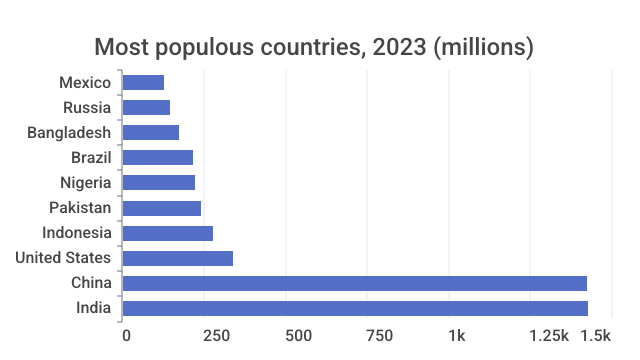 Most populous countries, 2023 (millions)
Mexico
Russia
Bangladesh
Brazil
Nigeria
Pakistan
Indonesia
United States
China
India
0 250 500 750 1k 1.25k 1.5k